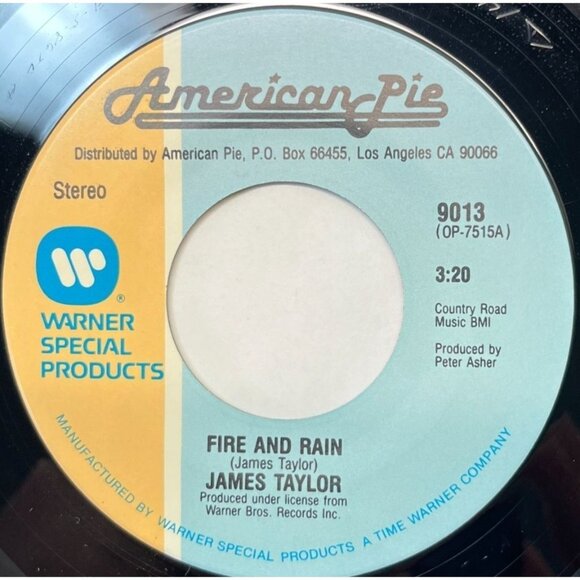 American Pie
Distributed by American Pie, P.O. Box 66455, Los Angeles CA 90066
Stereo
9013
(OP-7515A)
3:20
®
WARNER
SPECIAL
PRODUCTS
Country Road
Music BMI
Produced by
Peter Asher
FIRE AND RAIN
(James Taylor)
JAMES TAYLOR
Produced under license from
Warner Bros. Records Inc.
MANUFACTURED BY WARNER SPECIAL PRODUCTS A TIME WARNER COMPANY